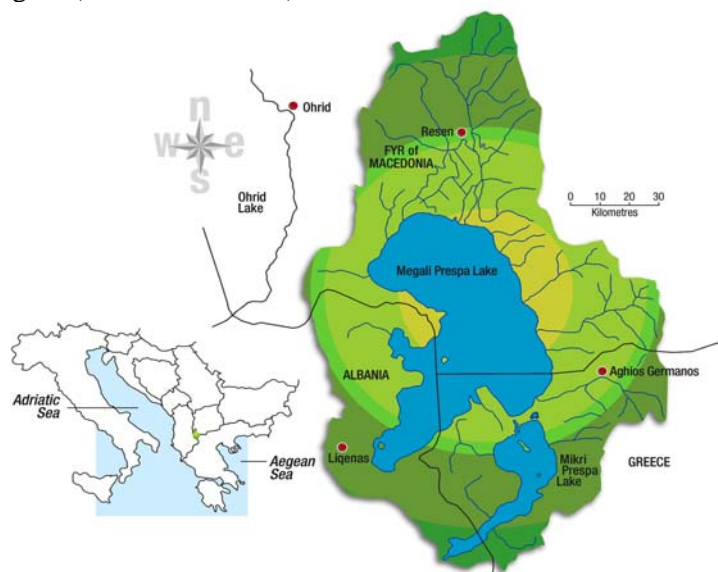 n
w e
s
Ohrid
Ohrid
Lake
Resen
FYR of
MACEDONIA
0 10 20 30
Kilometres
Megali Prespa Lake
ALBANIA
Aghios Germanos
Liqenas
Mikri
Prespa
Lake
GREECE
Adriatic
Sea
Aegean
Sea